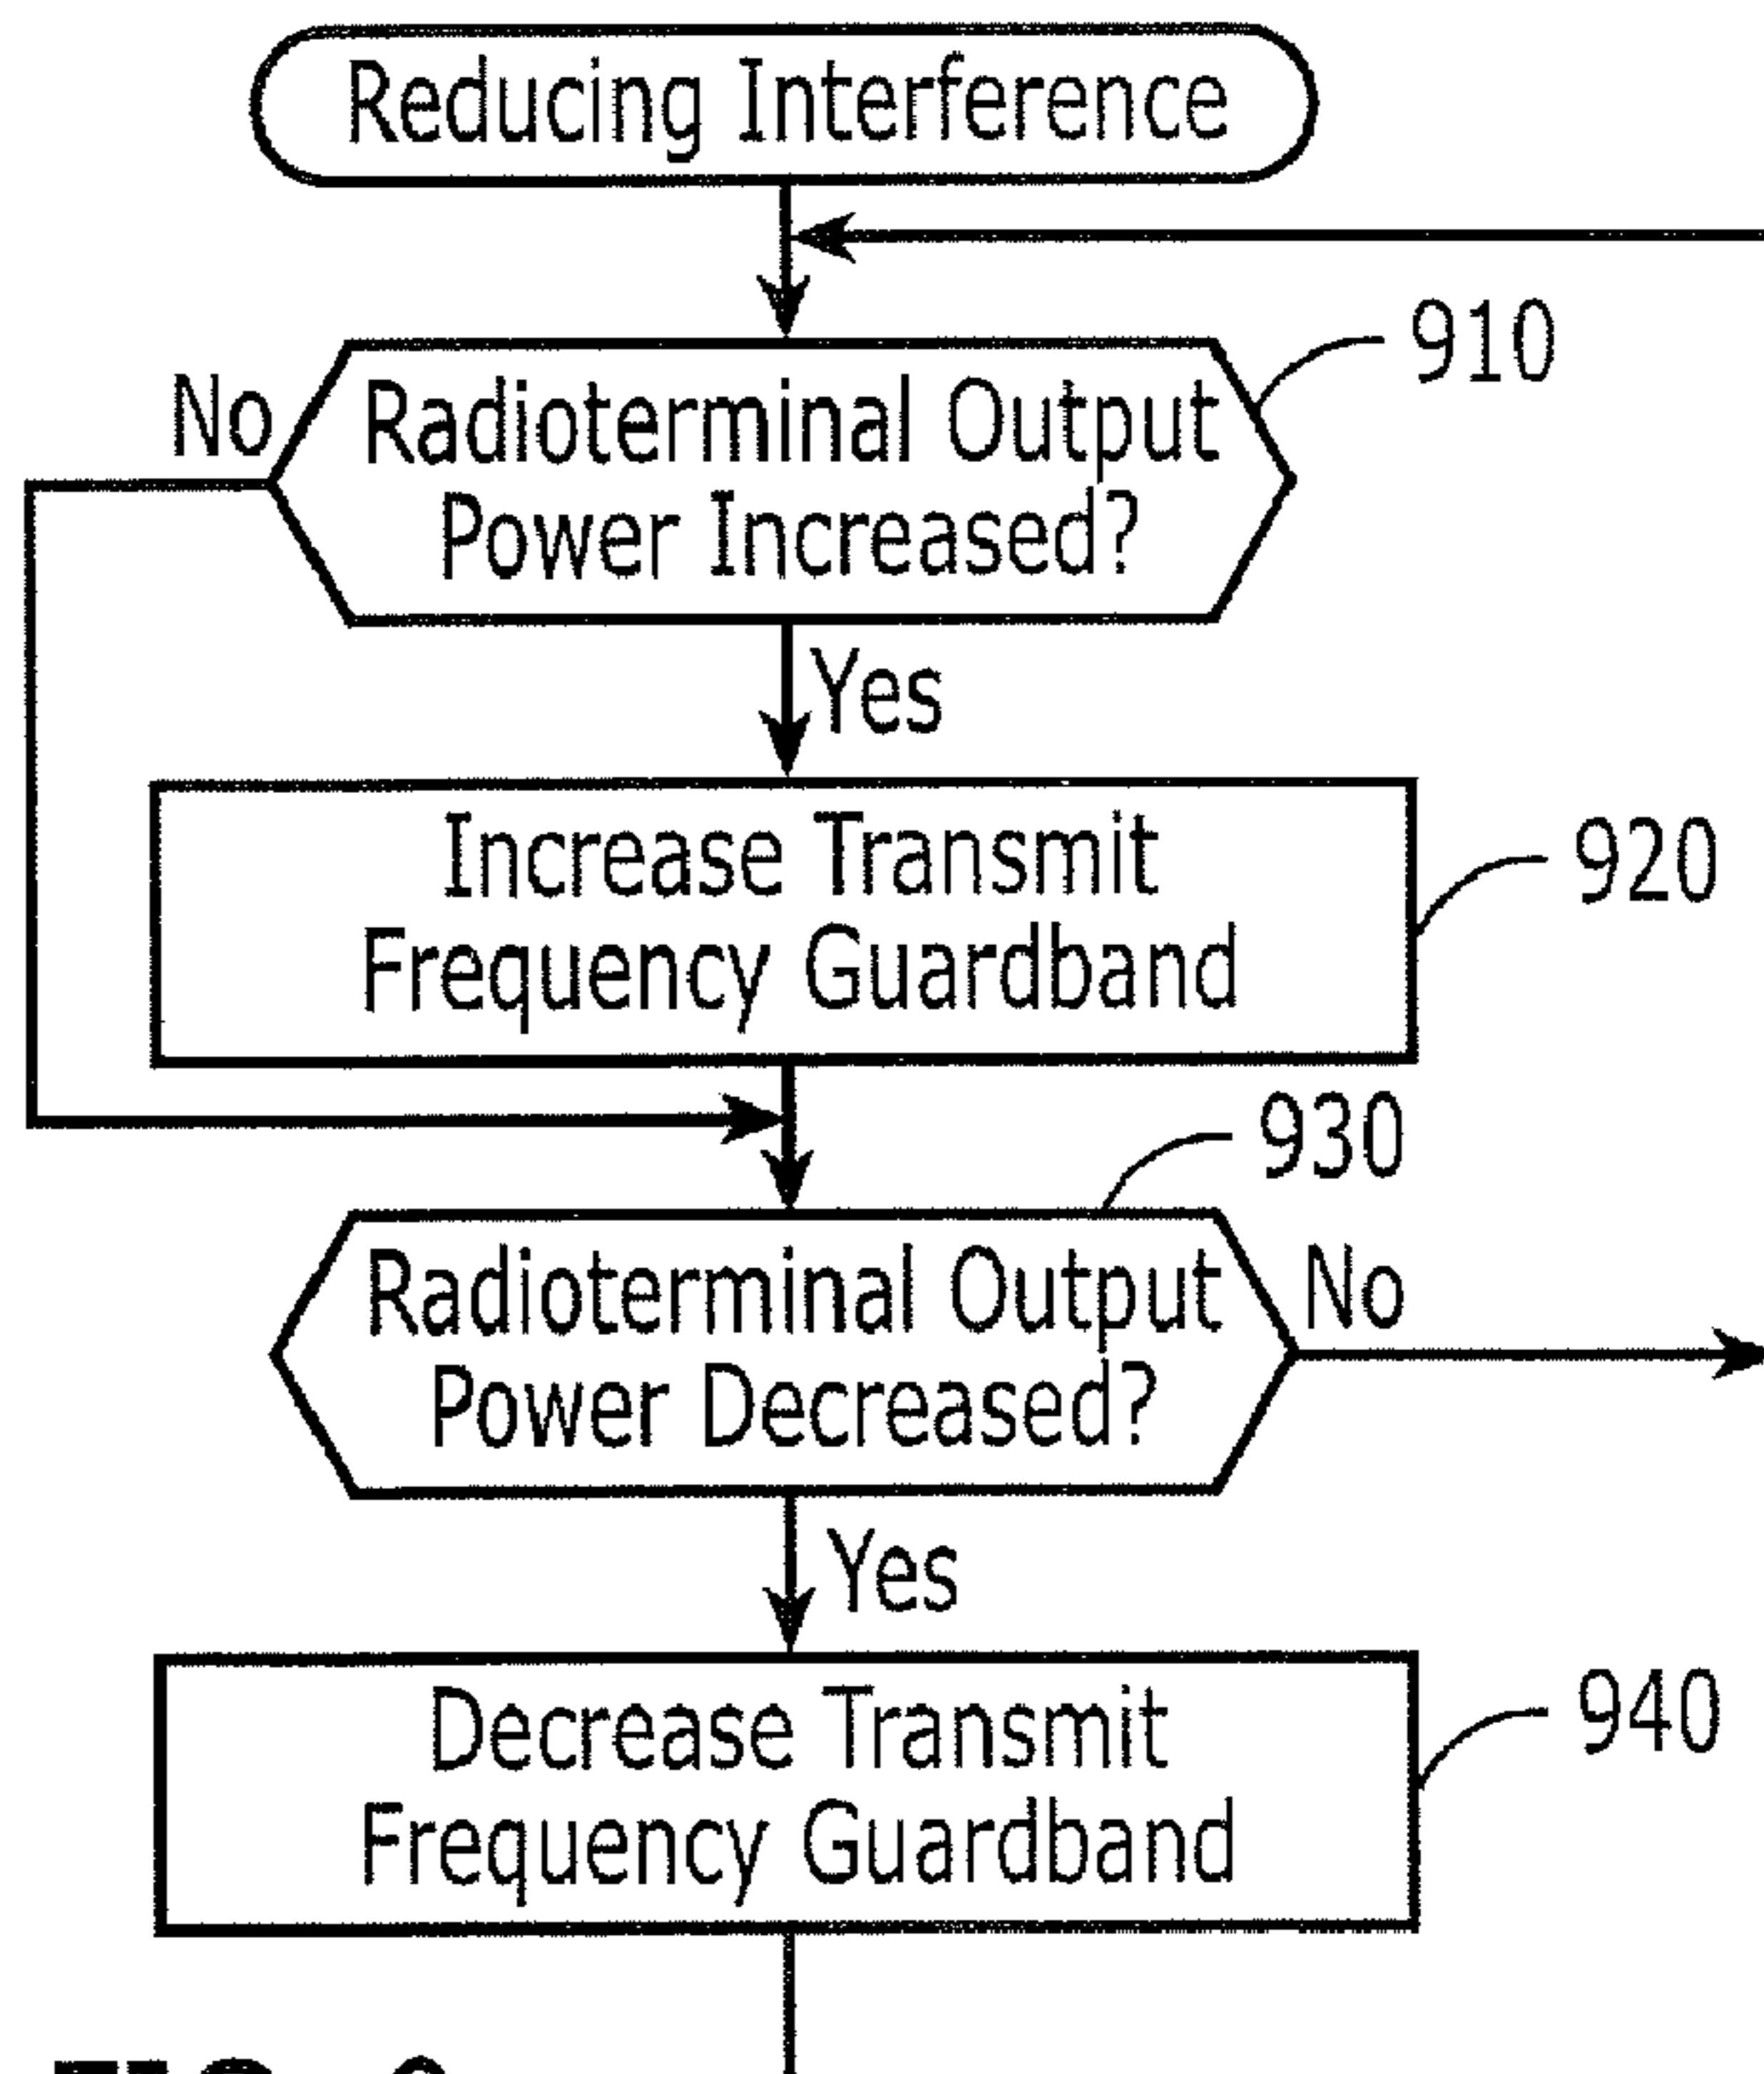 Reducing Interference
910
No
Radioterminal Output
Power Increased?
Yes
Increase Transmit
Frequency Guardband
920
930
Radioterminal Output
Power Decreased?
No
Yes
Decrease Transmit
Frequency Guardband
940